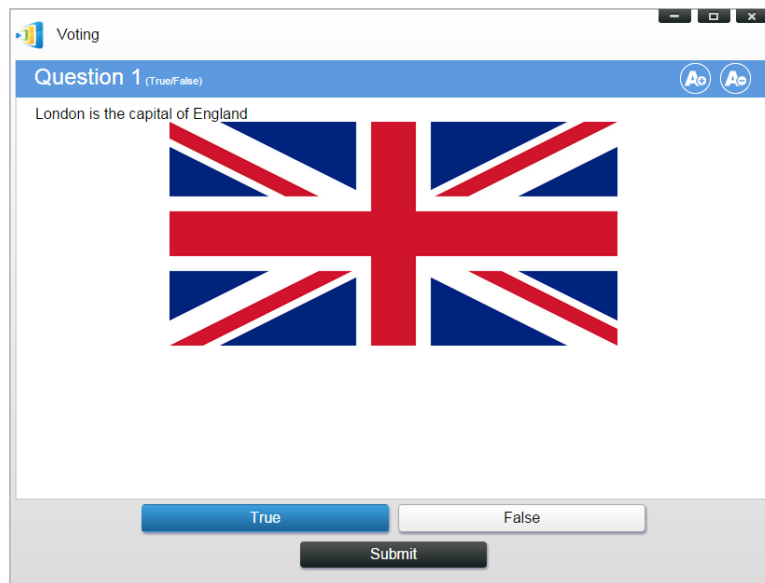 Voting
Question 1 (True/False)
A A
London is the capital of England
True False
Submit